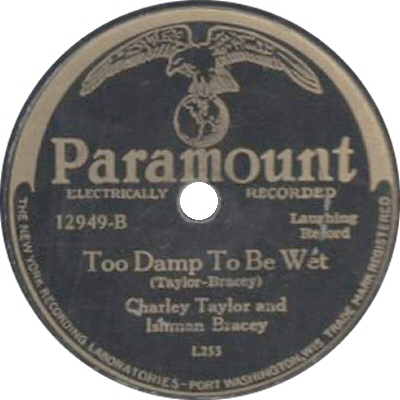 Paramount
ELECTRICALLY RECORDED
12949-B
Laughing
Record
Too Damp To Be Wet
(Taylor-Bracey)
Charley Taylor and
Ishman Bracey
L253
THE NEW YORK RECORDING LABORATORIES-PORT WASHINGTON, WIS. TRADE MARK REGISTERED